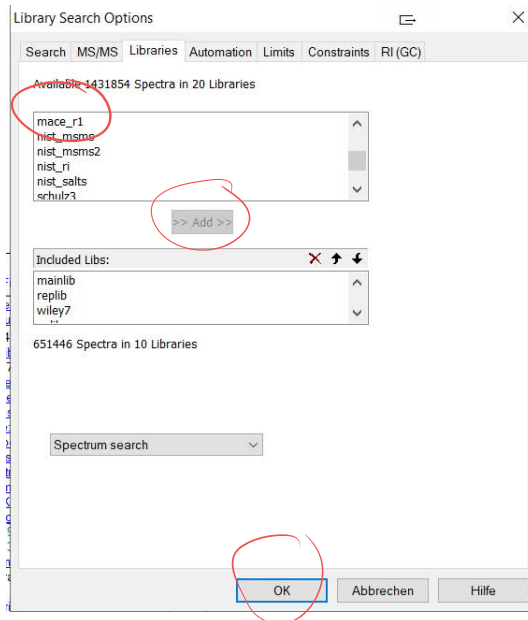 Library Search Options
Search MS/MS Libraries Automation Limits Constraints RI (GC)
Available 1431854 Spectra in 20 Libraries
mace_r1
nist_msms
nist_msms2
nist_ri
nist_salts
schulz3
>> Add >>
Included Libs:
mainlib
replib
wiley7
651446 Spectra in 10 Libraries
Spectrum search
OK Abbrechen Hilfe